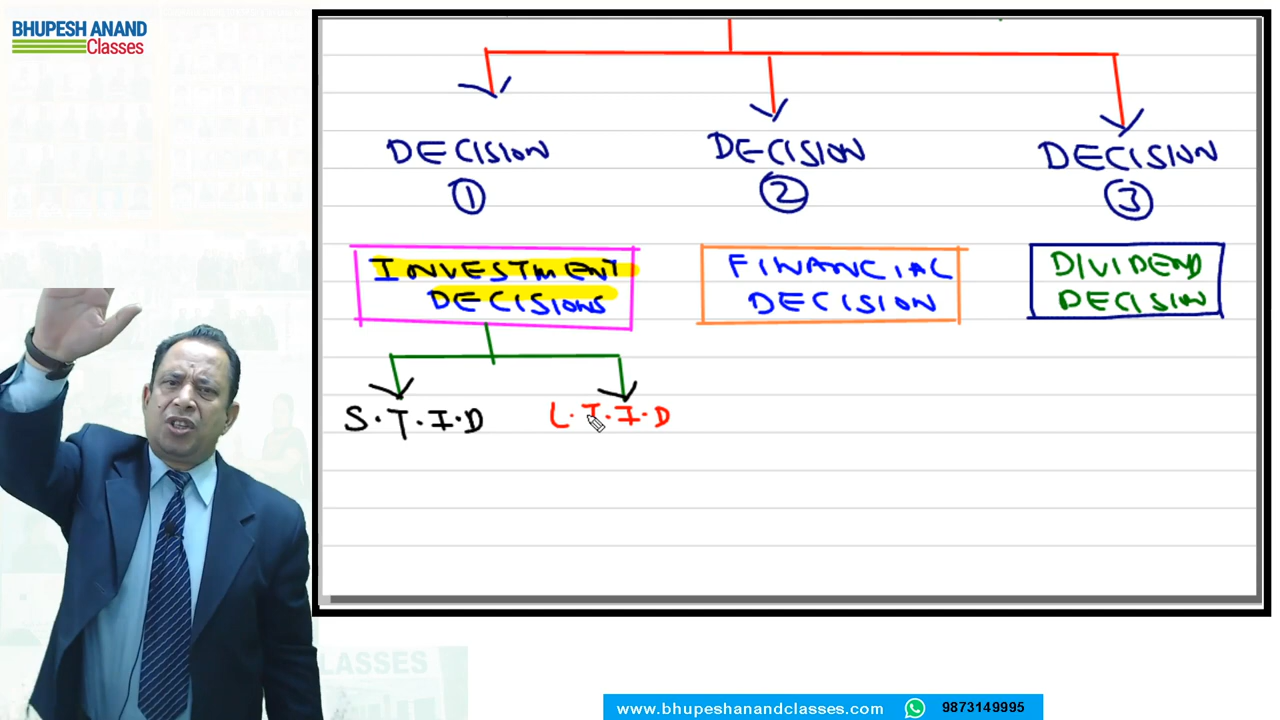 BHUPESH ANAND
Classes
DECISION
①
DECISION
②
DECISION
③
INVESTMENT
DECISIONS
FINANCIAL
DECISION
DIVIDEND
DECISION
S.T.I.D
L.T.I.D
CLASSES
www.bhupeshanandclasses.com
9873149995